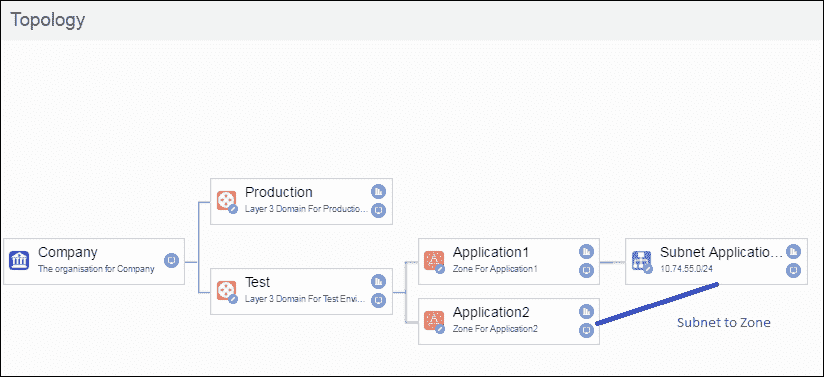 Topology
Production
Layer 3 Domain For Productio...
Company
The organisation for Company
Application1
Zone For Application1
Subnet Applicatio...
10.74.55.0/24
Test
Layer 3 Domain For Test Envi...
Application2
Zone For Application2
Subnet to Zone